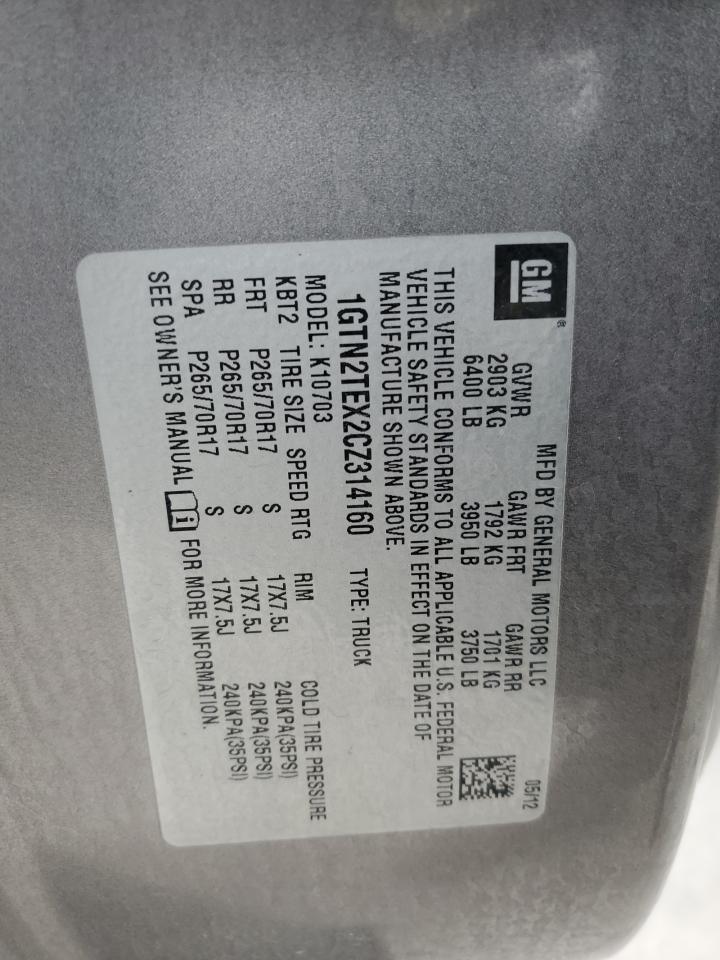 GM®
MFD BY GENERAL MOTORS LLC 05/12
GVWR GAWR FRT GAWR RR
2903 KG 1792 KG 1701 KG
6400 LB 3950 LB 3750 LB
THIS VEHICLE CONFORMS TO ALL APPLICABLE U.S. FEDERAL MOTOR
VEHICLE SAFETY STANDARDS IN EFFECT ON THE DATE OF
MANUFACTURE SHOWN ABOVE.
1GTN2TEX2CZ314160 TYPE: TRUCK
MODEL: K10703
KBT2 TIRE SIZE SPEED RTG RIM COLD TIRE PRESSURE
FRT P265/70R17 S 17X7.5J 240KPA(35PSI)
RR P265/70R17 S 17X7.5J 240KPA(35PSI)
SPA P265/70R17 S 17X7.5J 240KPA(35PSI)
SEE OWNER'S MANUAL i FOR MORE INFORMATION.